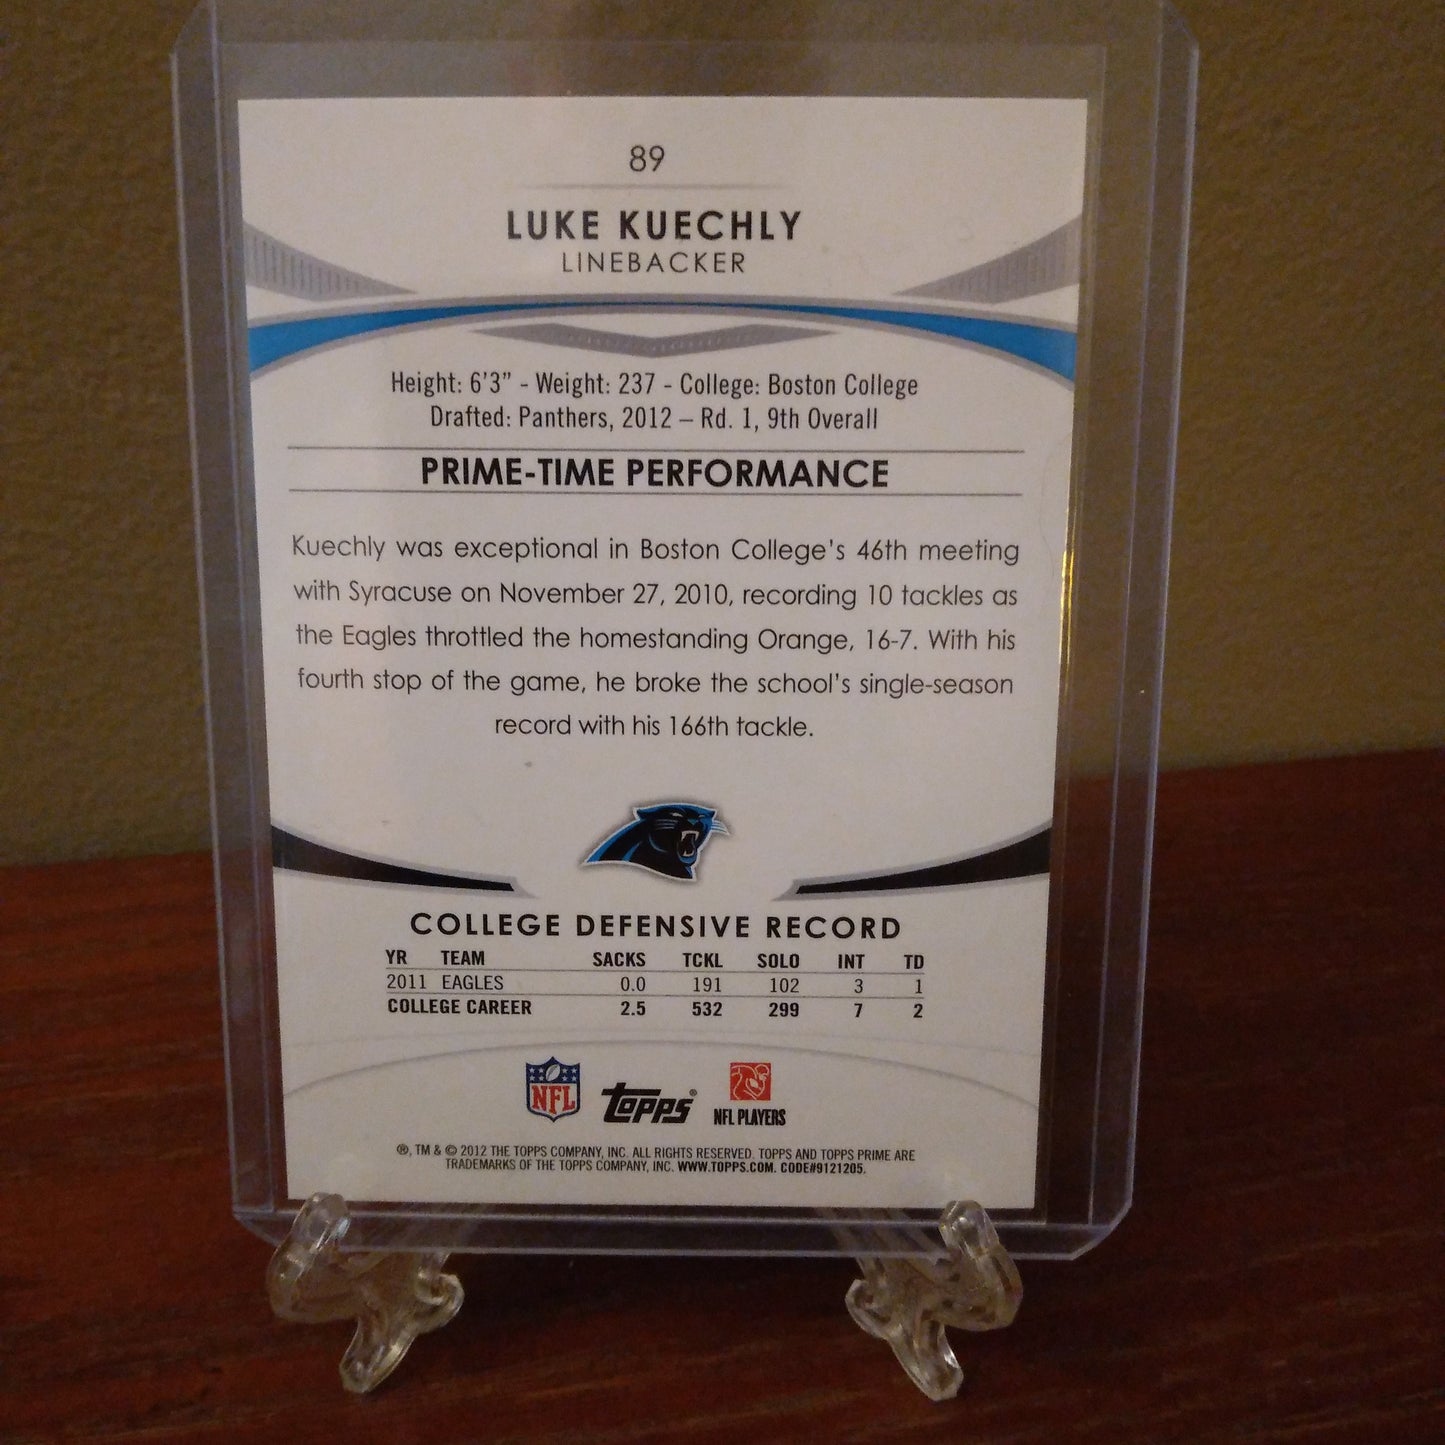 89
LUKE KUECHLY
LINEBACKER
Height: 6'3" - Weight: 237 - College: Boston College
Drafted: Panthers, 2012 – Rd. 1, 9th Overall
PRIME-TIME PERFORMANCE
Kuechly was exceptional in Boston College's 46th meeting
with Syracuse on November 27, 2010, recording 10 tackles as
the Eagles throttled the homestanding Orange, 16-7. With his
fourth stop of the game, he broke the school's single-season
record with his 166th tackle.
COLLEGE DEFENSIVE RECORD
YR TEAM SACKS TCKL SOLO INT TD
2011 EAGLES 0.0 191 102 3 1
COLLEGE CAREER 2.5 532 299 7 2
NFL
Topps®
NFL PLAYERS
®, TM & © 2012 THE TOPPS COMPANY, INC. ALL RIGHTS RESERVED. TOPPS AND TOPPS PRIME ARE
TRADEMARKS OF THE TOPPS COMPANY, INC. WWW.TOPPS.COM. CODE#9121205.